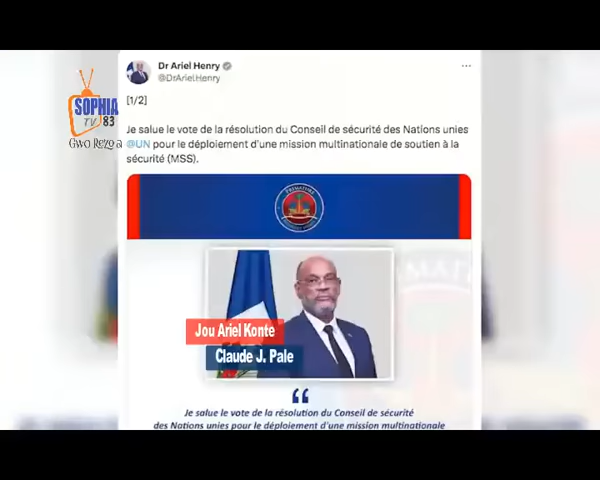 Dr Ariel Henry
@DrArielHenry
SOPHIA
TV 83
Gwo Rezo a
[1/2]
Je salue le vote de la résolution du Conseil de sécurité des Nations unies
@UN pour le déploiement d'une mission multinationale de soutien à la
sécurité (MSS).
PRIMATURE
Jou Ariel Konte
Claude J. Pale
“
Je salue le vote de la résolution du Conseil de sécurité
des Nations unies pour le déploiement d'une mission multinationale